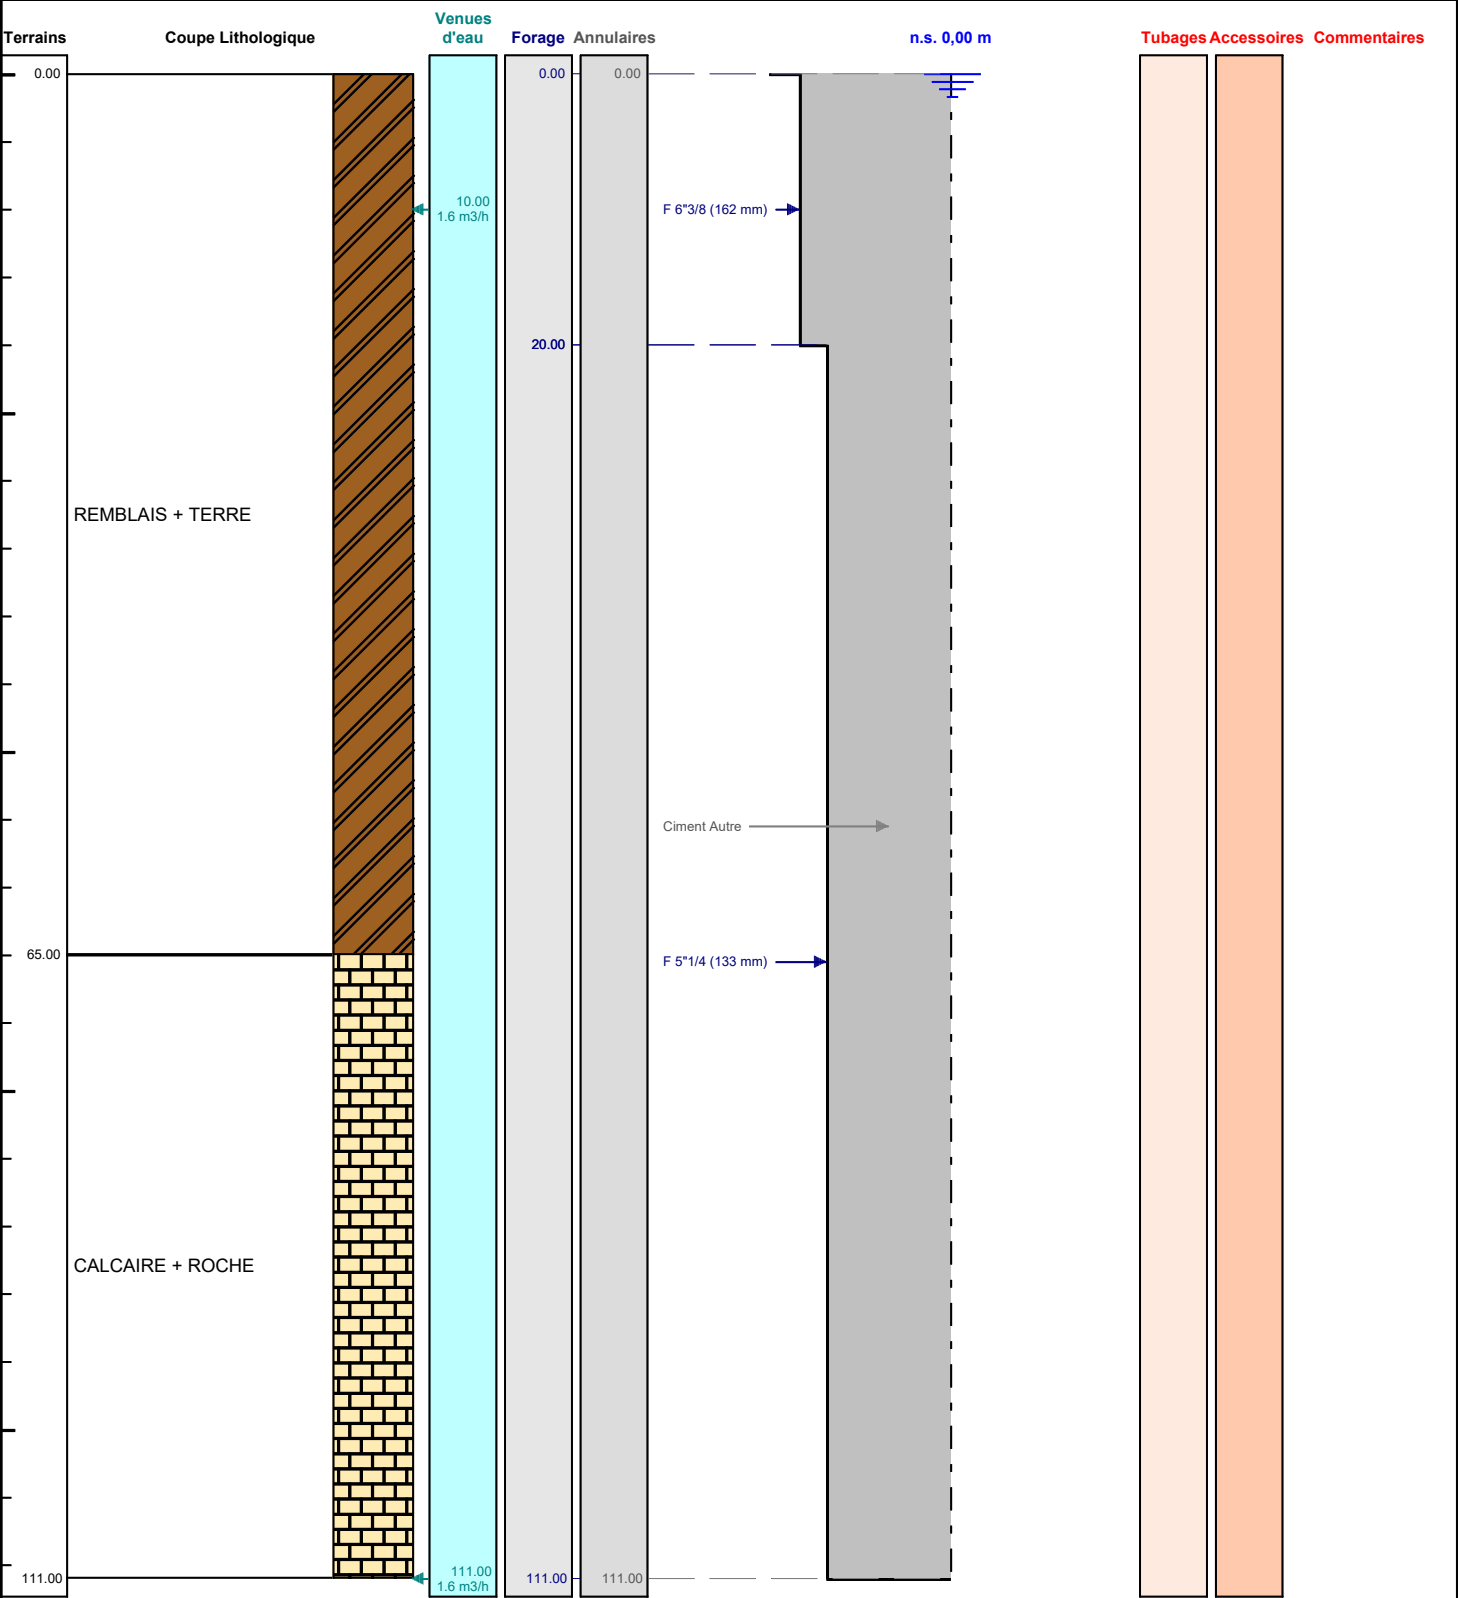 Terrains
Coupe Lithologique
Venues
d'eau
Forage
Annulaires
n.s. 0,00 m
Tubages
Accessoires
Commentaires
0.00
0.00
0.00
10.00
1.6 m3/h
F 6"3/8 (162 mm)
20.00
REMBLAIS + TERRE
Ciment Autre
65.00
F 5"1/4 (133 mm)
CALCAIRE + ROCHE
111.00
111.00
1.6 m3/h
111.00
111.00